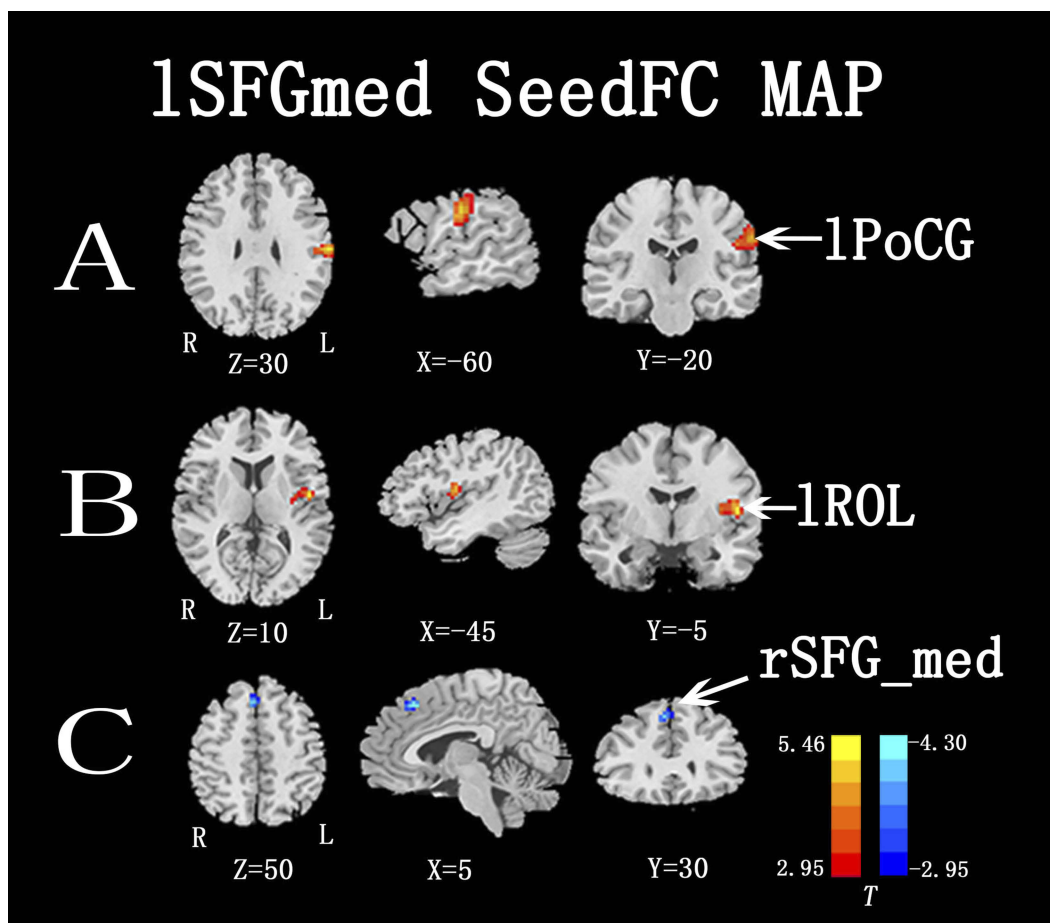 lSFGmed SeedFC MAP
A
lPoCG
R
L
Z=30
X=-60
Y=-20
B
lROL
R
L
Z=10
X=-45
Y=-5
rSFG_med
C
R
L
Z=50
X=5
Y=30
5.46
-4.30
2.95
-2.95
T